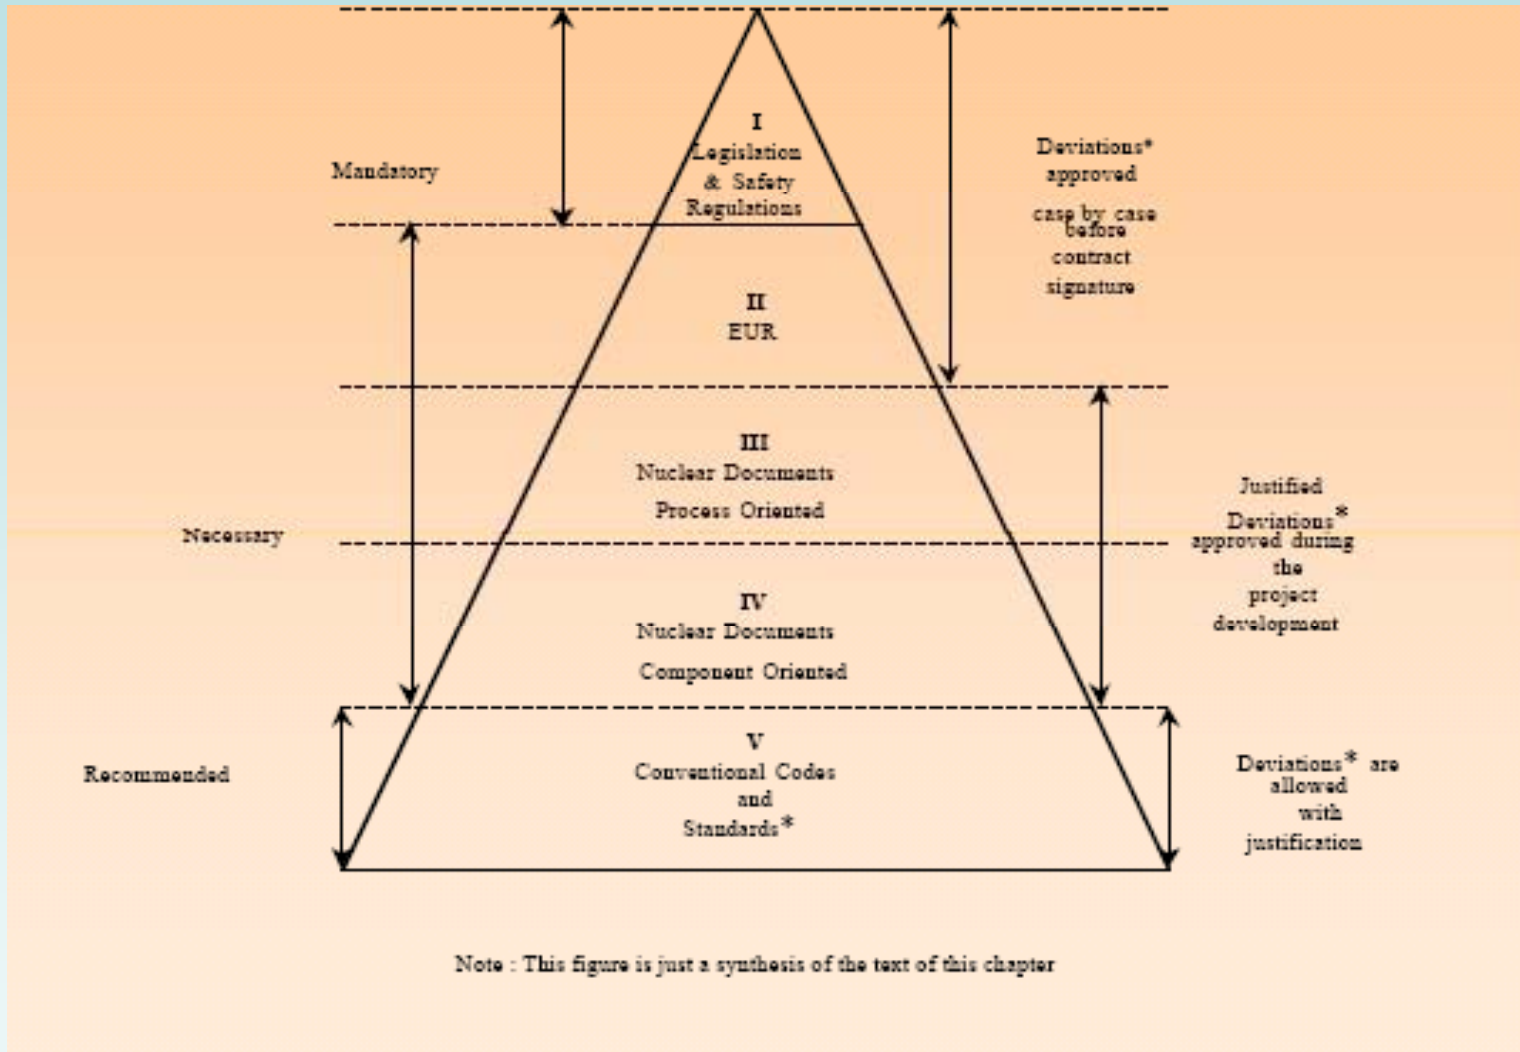 I
Legislation
& Safety
Regulations
Mandatory
Deviations*
approved
case by case
before
contract
signature
II
EUR
III
Nuclear Documents
Process Oriented
Necessary
Justified
Deviations*
approved during
the
project
development
IV
Nuclear Documents
Component Oriented
V
Conventional Codes
and
Standards*
Recommended
Deviations* are
allowed
with
justification
Note : This figure is just a synthesis of the text of this chapter